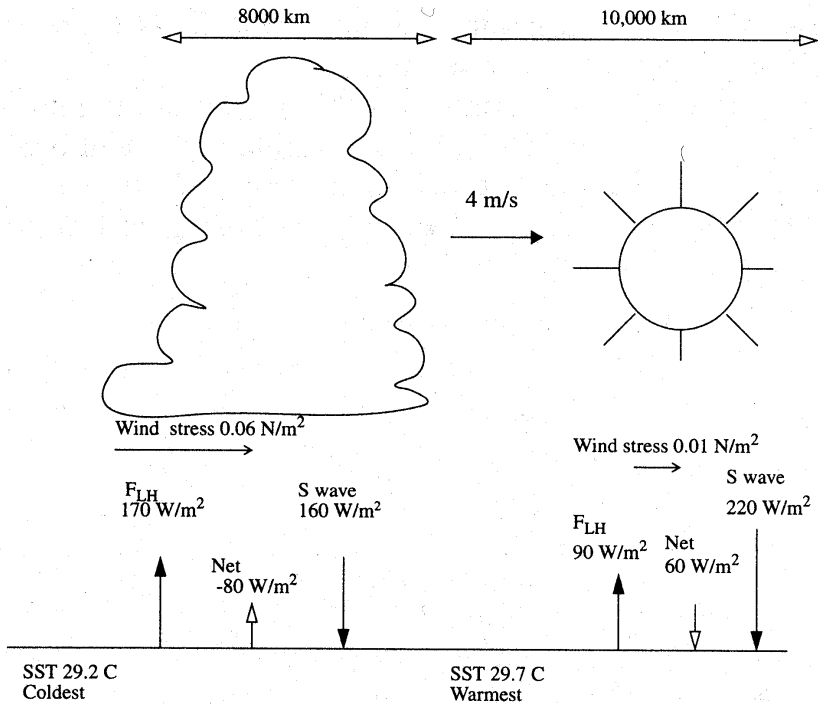 8000 km
10,000 km
4 m/s
Wind stress 0.06 N/m²
F_LH
170 W/m²
Net
-80 W/m²
S wave
160 W/m²
Wind stress 0.01 N/m²
F_LH
90 W/m²
Net
60 W/m²
S wave
220 W/m²
SST 29.2 C
Coldest
SST 29.7 C
Warmest